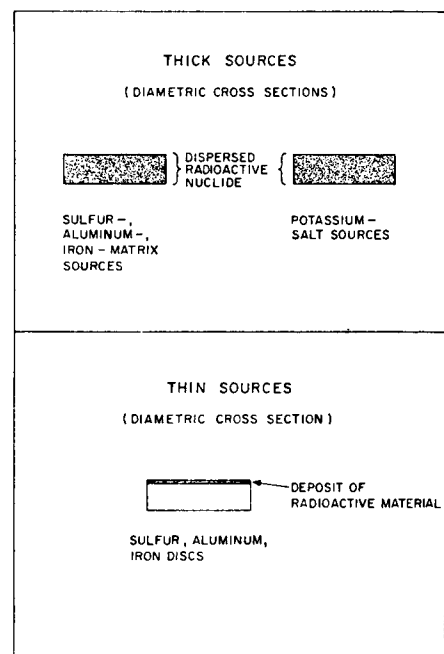 THICK SOURCES
(DIAMETRIC CROSS SECTIONS)
DISPERSED
RADIOACTIVE
NUCLIDE
SULFUR-,
ALUMINUM-,
IRON-MATRIX
SOURCES
POTASSIUM-
SALT SOURCES
THIN SOURCES
(DIAMETRIC CROSS SECTION)
DEPOSIT OF
RADIOACTIVE MATERIAL
SULFUR, ALUMINUM,
IRON DISCS